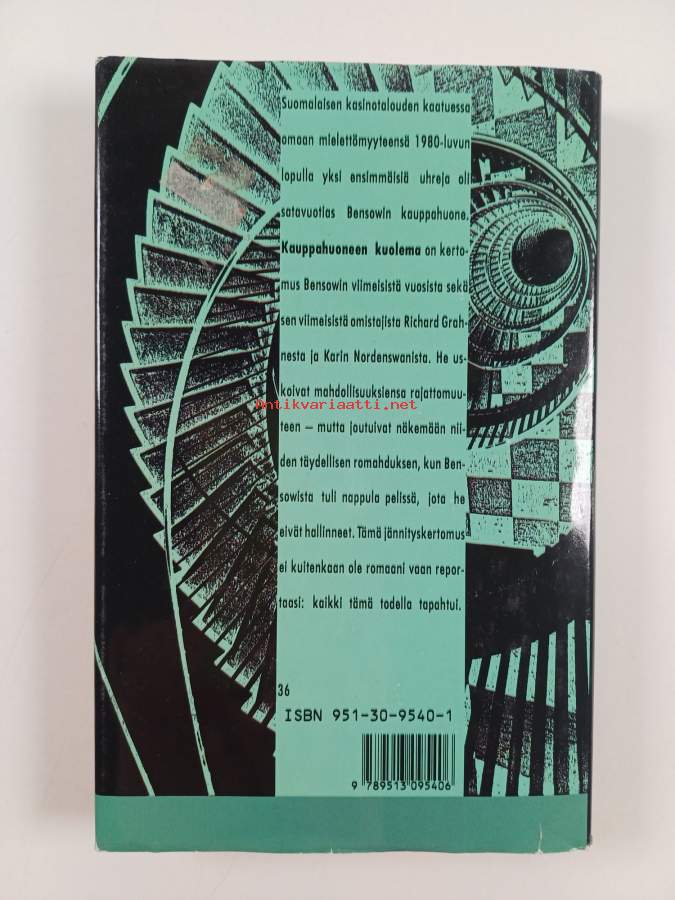 Suomalaisen kasinotalouden kaatuessa
omaan mielettömyyteensä 1980-luvun
lopulla yksi ensimmäisiä uhreja oli
satavuotias Bensowin kauppahuone.
Kauppahuoneen kuolema on kerto-
mus Bensowin viimeisistä vuosista sekä
sen viimeisistä omistajista Richard Grah-
nesta ja Karin Nordenswanista. He us-
koivat mahdollisuuksiensa rajattomuu-
Antikvariaatti.net
teen – mutta joutuivat näkemään nii-
den täydellisen romahduksen, kun Ben-
sowista tuli nappula pelissä, jota he
eivät hallinneet. Tämä jännityskertomus
ei kuitenkaan ole romaani vaan repor-
taasi: kaikki tämä todella tapahtui.
36
ISBN 951-30-9540-1
9 789513 095406